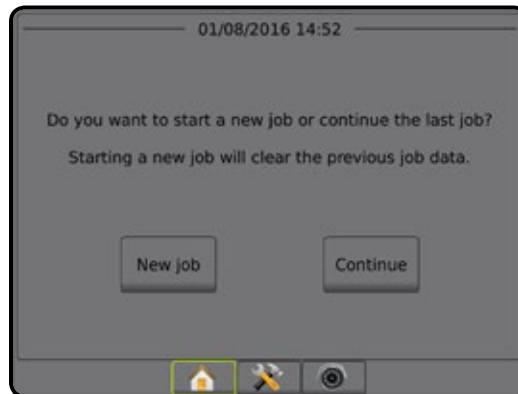 01/08/2016 14:52
Do you want to start a new job or continue the last job?
Starting a new job will clear the previous job data.
New job
Continue